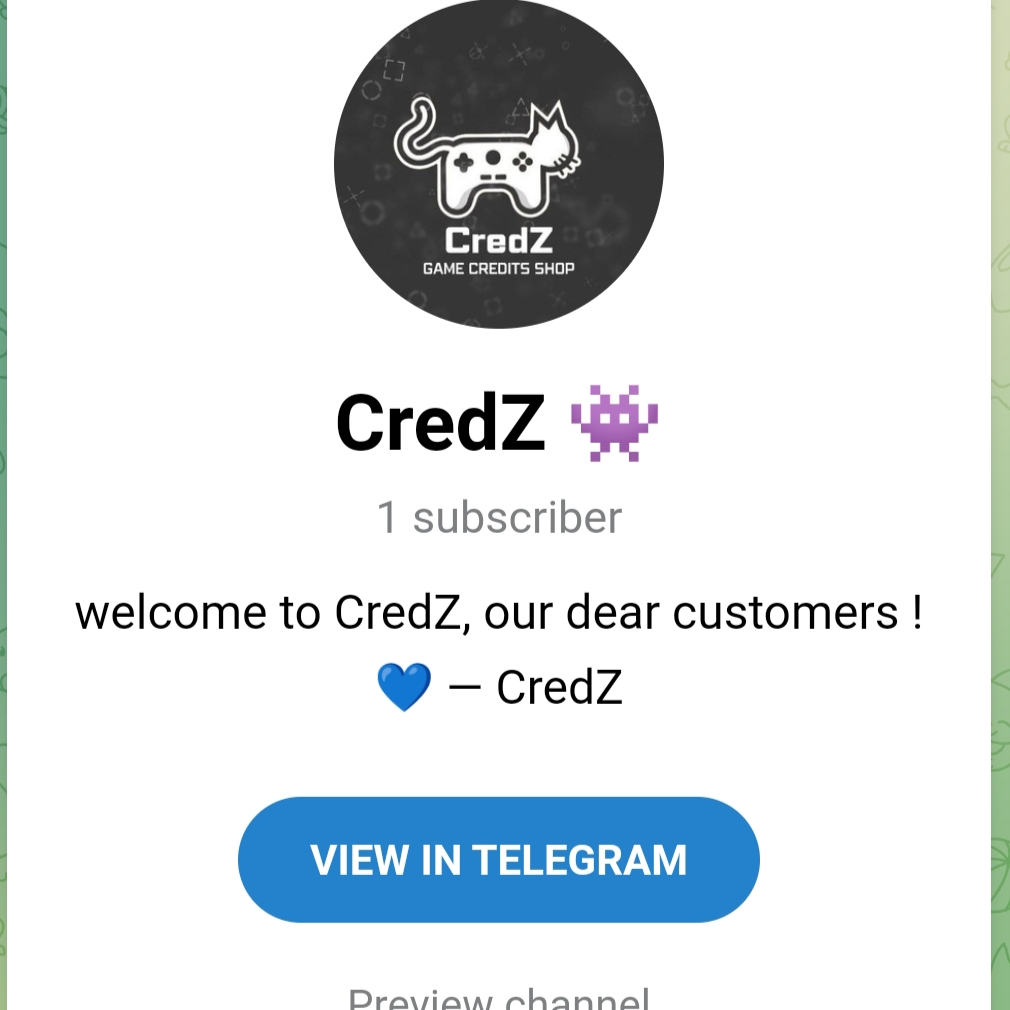 CredZ
GAME CREDITS SHOP
CredZ 👾
1 subscriber
welcome to CredZ, our dear customers !
💙 — CredZ
VIEW IN TELEGRAM
Preview channel